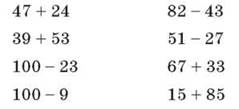 47 + 24 82 − 43
39 + 53 51 − 27
100 − 23 67 + 33
100 − 9 15 + 85